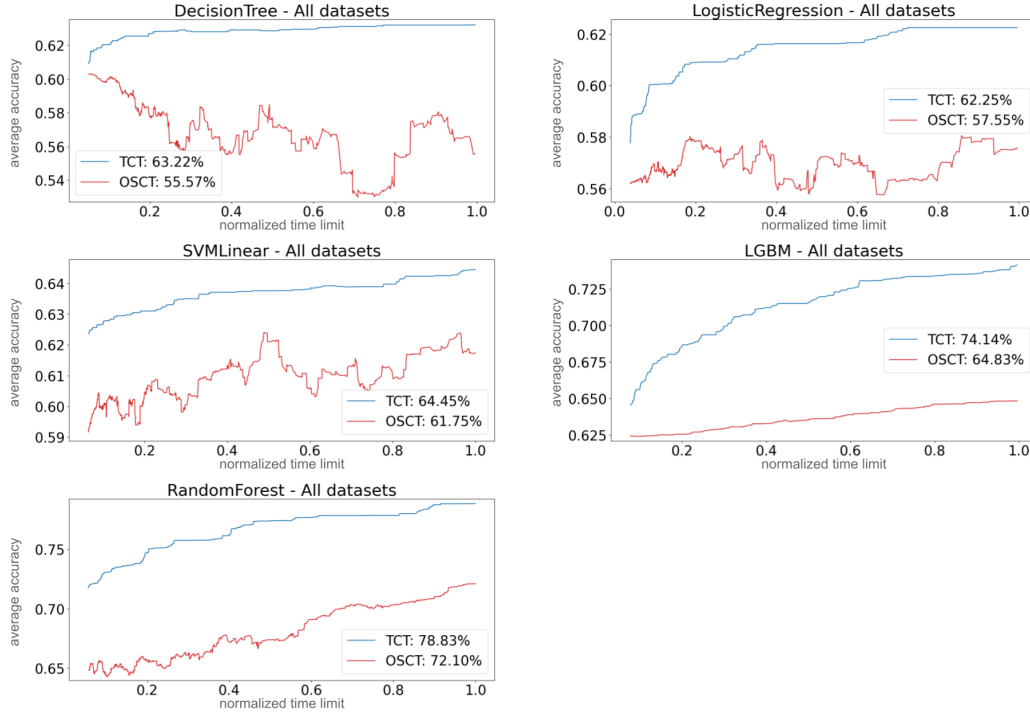 DecisionTree - All datasets
average accuracy
0.62
0.60
0.58
0.56
0.54
TCT: 63.22%
OSCT: 55.57%
0.2 0.4 0.6 0.8 1.0
normalized time limit
LogisticRegression - All datasets
average accuracy
0.62
0.60
0.58
0.56
TCT: 62.25%
OSCT: 57.55%
0.0 0.2 0.4 0.6 0.8 1.0
normalized time limit
SVMLinear - All datasets
average accuracy
0.64
0.63
0.62
0.61
0.60
0.59
TCT: 64.45%
OSCT: 61.75%
0.2 0.4 0.6 0.8 1.0
normalized time limit
LGBM - All datasets
average accuracy
0.725
0.700
0.675
0.650
0.625
TCT: 74.14%
OSCT: 64.83%
0.2 0.4 0.6 0.8 1.0
normalized time limit
RandomForest - All datasets
average accuracy
0.75
0.70
0.65
TCT: 78.83%
OSCT: 72.10%
0.2 0.4 0.6 0.8 1.0
normalized time limit